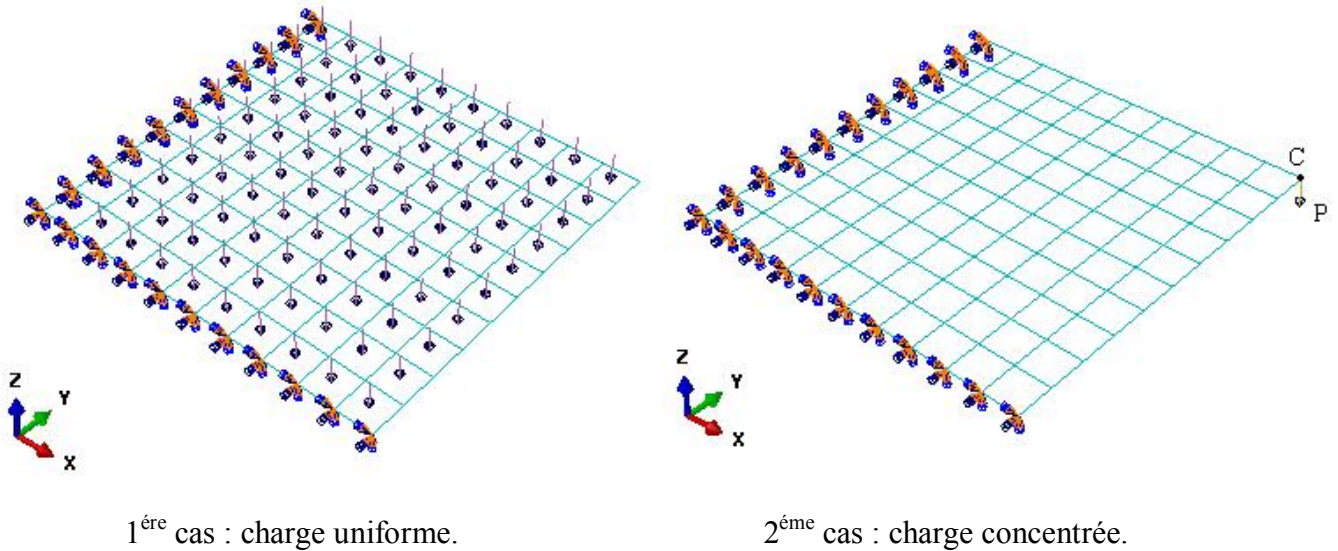 C
P
Z
Y
X
Z
Y
X
1ére cas : charge uniforme.
2éme cas : charge concentrée.